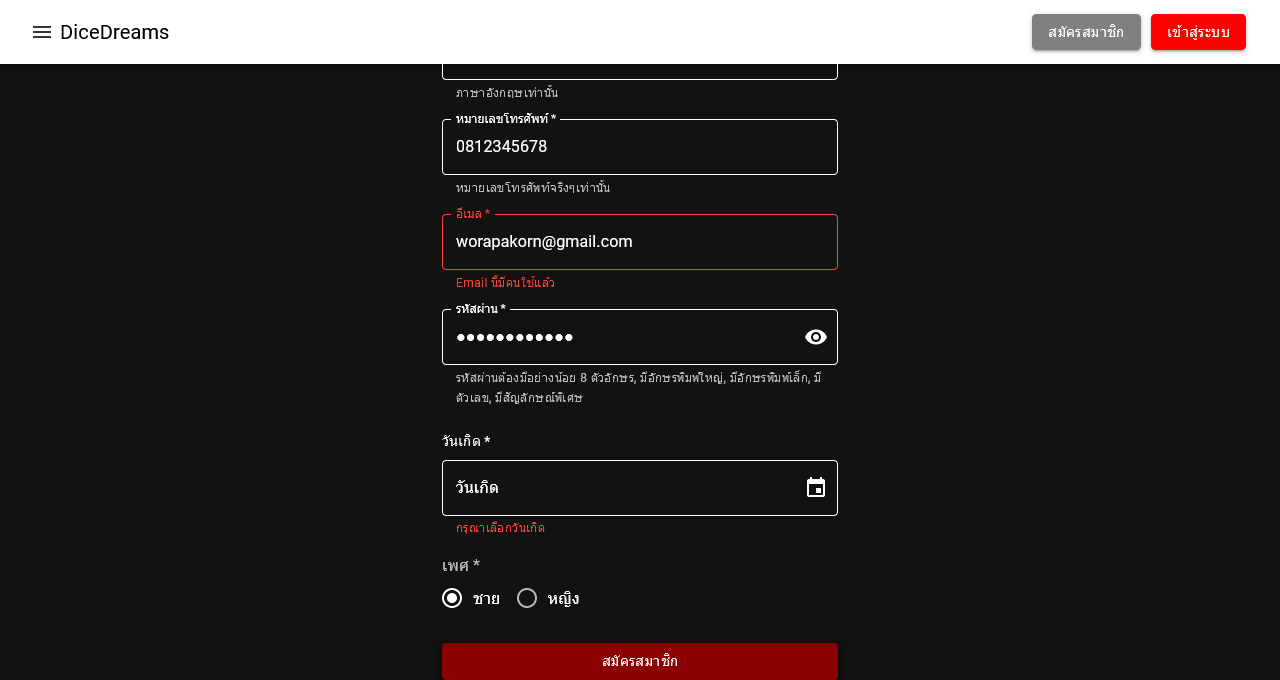 DiceDreams
สมัครสมาชิก
เข้าสู่ระบบ
ภาษาอังกฤษเท่านั้น
หมายเลขโทรศัพท์ *
0812345678
หมายเลขโทรศัพท์จริงๆเท่านั้น
อีเมล *
worapakorn@gmail.com
Email นี้มีคนใช้แล้ว
รหัสผ่าน *
●●●●●●●●●●●●
รหัสผ่านต้องมีอย่างน้อย 8 ตัวอักษร, มีอักษรพิมพ์ใหญ่, มีอักษรพิมพ์เล็ก, มี
ตัวเลข, มีสัญลักษณ์พิเศษ
วันเกิด *
วันเกิด
กรุณาเลือกวันเกิด
เพศ *
ชาย
หญิง
สมัครสมาชิก